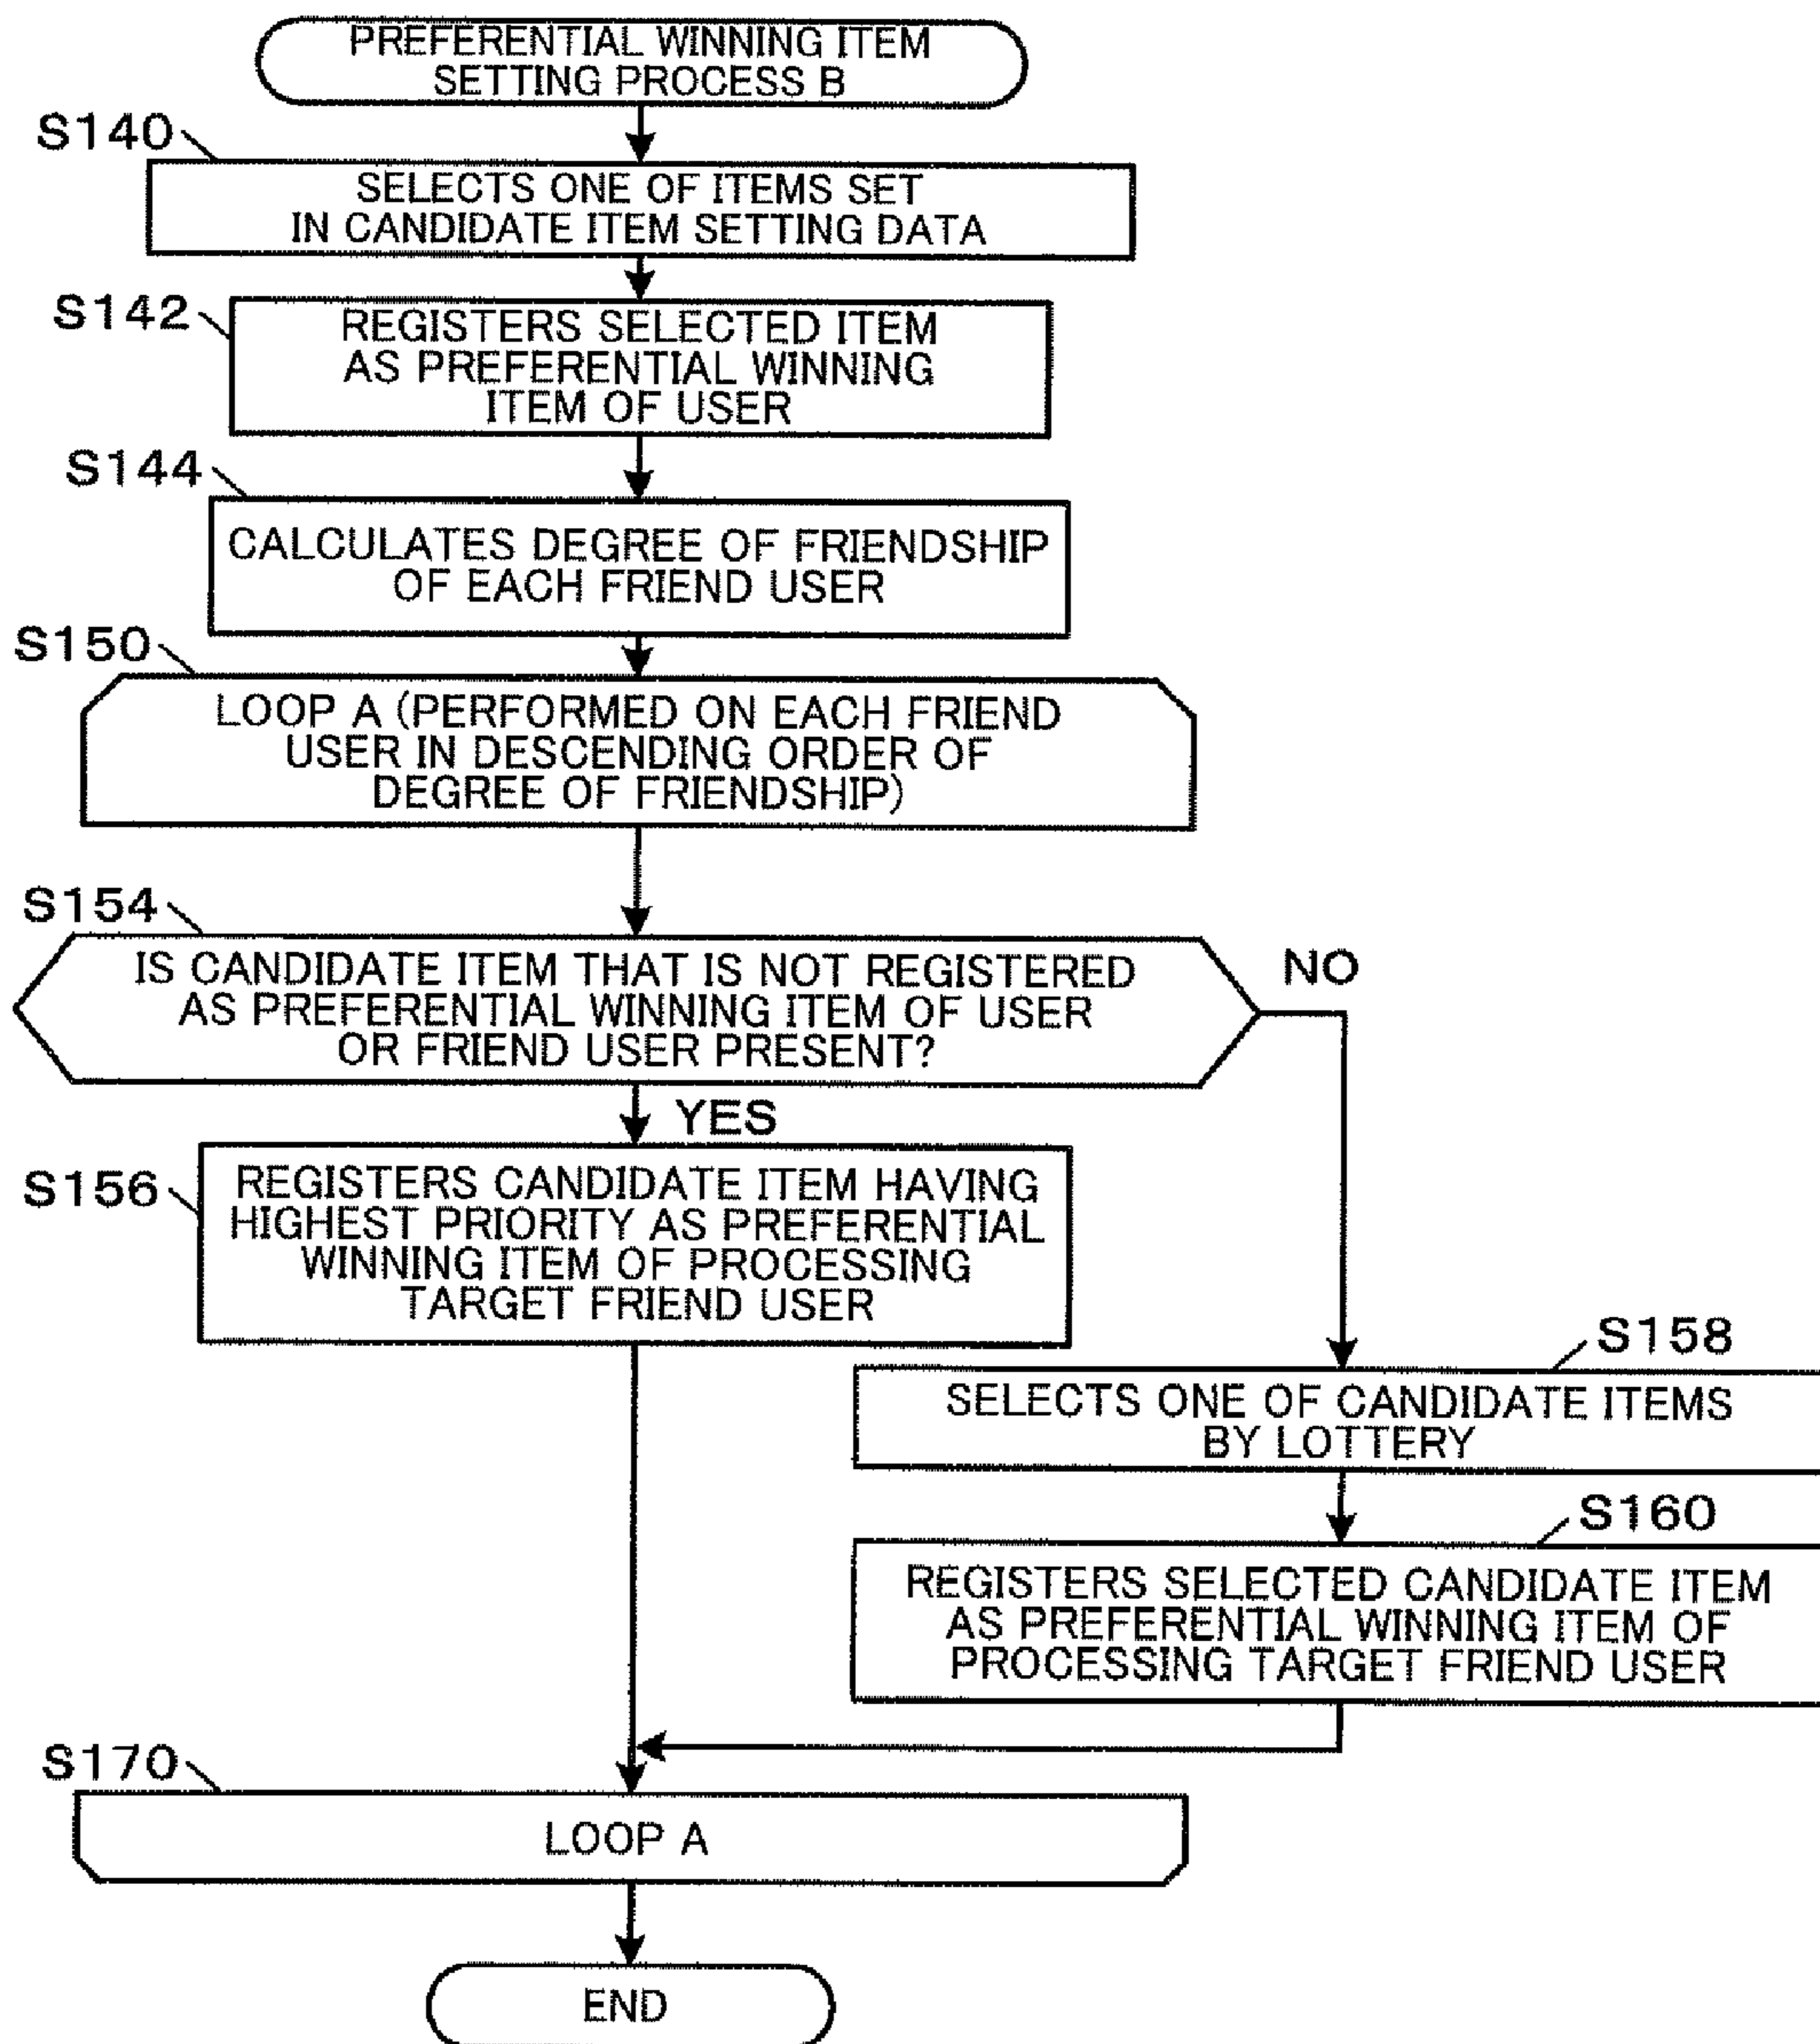 PREFERENTIAL WINNING ITEM
SETTING PROCESS B
S140
SELECTS ONE OF ITEMS SET
IN CANDIDATE ITEM SETTING DATA
S142
REGISTERS SELECTED ITEM
AS PREFERENTIAL WINNING
ITEM OF USER
S144
CALCULATES DEGREE OF FRIENDSHIP
OF EACH FRIEND USER
S150
LOOP A (PERFORMED ON EACH FRIEND
USER IN DESCENDING ORDER OF
DEGREE OF FRIENDSHIP)
S154
IS CANDIDATE ITEM THAT IS NOT REGISTERED
AS PREFERENTIAL WINNING ITEM OF USER
OR FRIEND USER PRESENT?
NO
YES
S156
REGISTERS CANDIDATE ITEM HAVING
HIGHEST PRIORITY AS PREFERENTIAL
WINNING ITEM OF PROCESSING
TARGET FRIEND USER
S158
SELECTS ONE OF CANDIDATE ITEMS
BY LOTTERY
S160
REGISTERS SELECTED CANDIDATE ITEM
AS PREFERENTIAL WINNING ITEM OF
PROCESSING TARGET FRIEND USER
S170
LOOP A
END